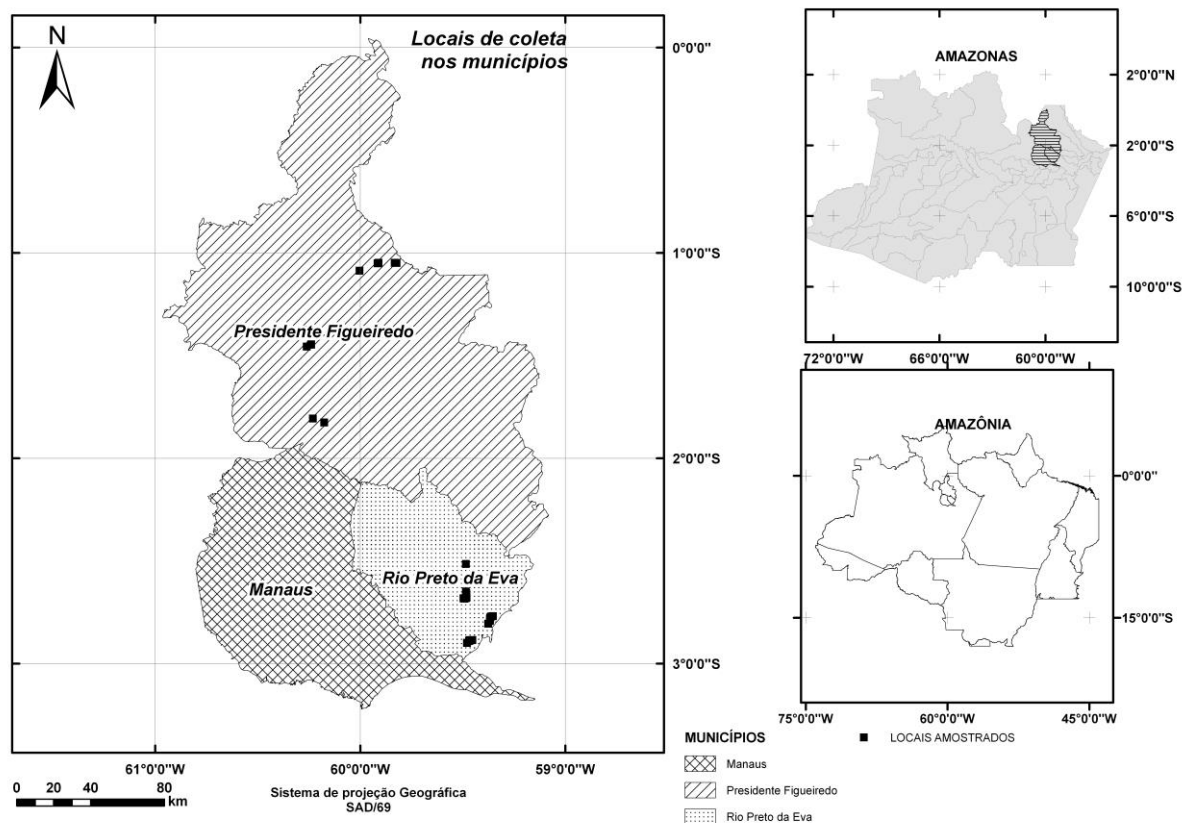 N
Locais de coleta
nos municípios
0°0'0"
1°0'0"S
2°0'0"S
3°0'0"S
Presidente Figueiredo
Manaus
Rio Preto da Eva
61°0'0"W
60°0'0"W
59°0'0"W
0 20 40 80
km
Sistema de projeção Geográfica
SAD/69
AMAZONAS
2°0'0"N
2°0'0"S
6°0'0"S
10°0'0"S
72°0'0"W
66°0'0"W
60°0'0"W
AMAZÔNIA
0°0'0"
15°0'0"S
75°0'0"W
60°0'0"W
45°0'0"W
MUNICÍPIOS
LOCAIS AMOSTRADOS
Manaus
Presidente Figueiredo
Rio Preto da Eva